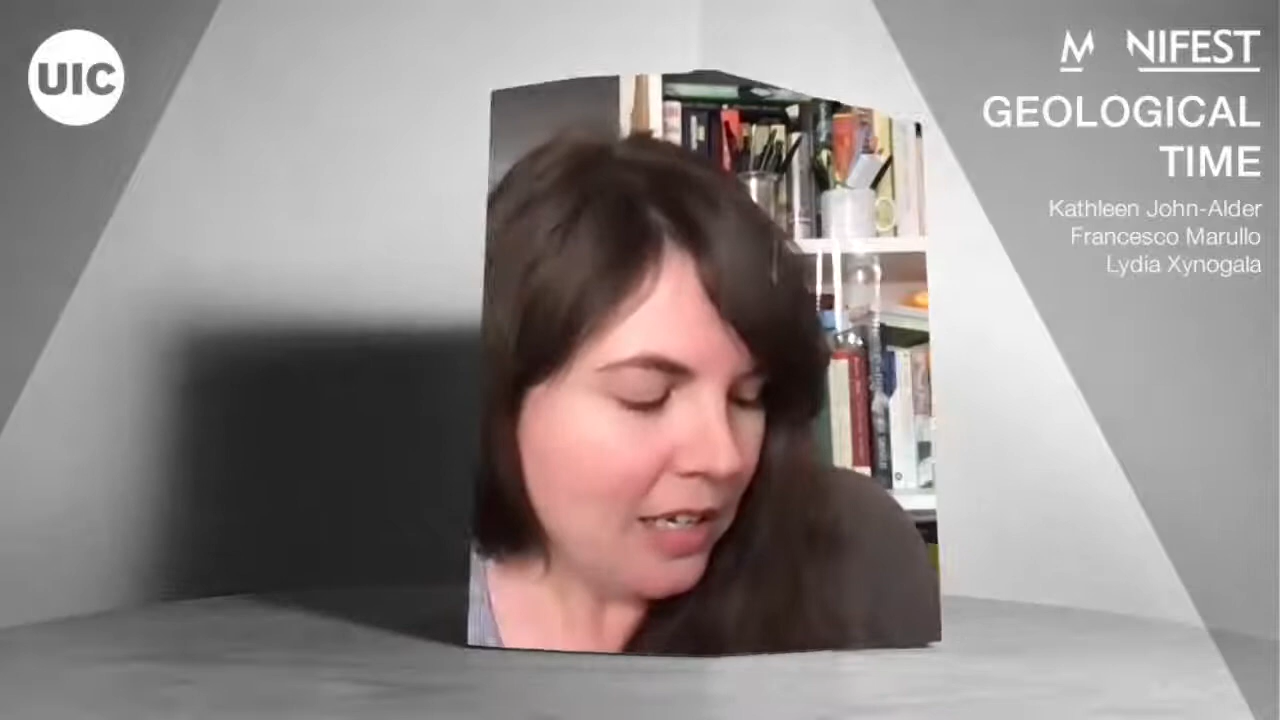 UIC
M NIFEST
GEOLOGICAL
TIME
Kathleen John-Alder
Francesco Marullo
Lydia Xynogala